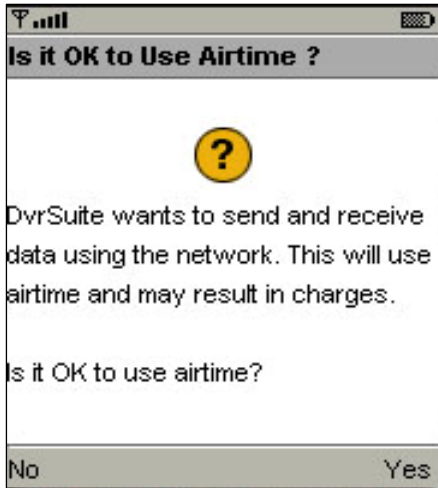 Is it OK to Use Airtime ?
?
DvrSuite wants to send and receive
data using the network. This will use
airtime and may result in charges.
Is it OK to use airtime?
No
Yes